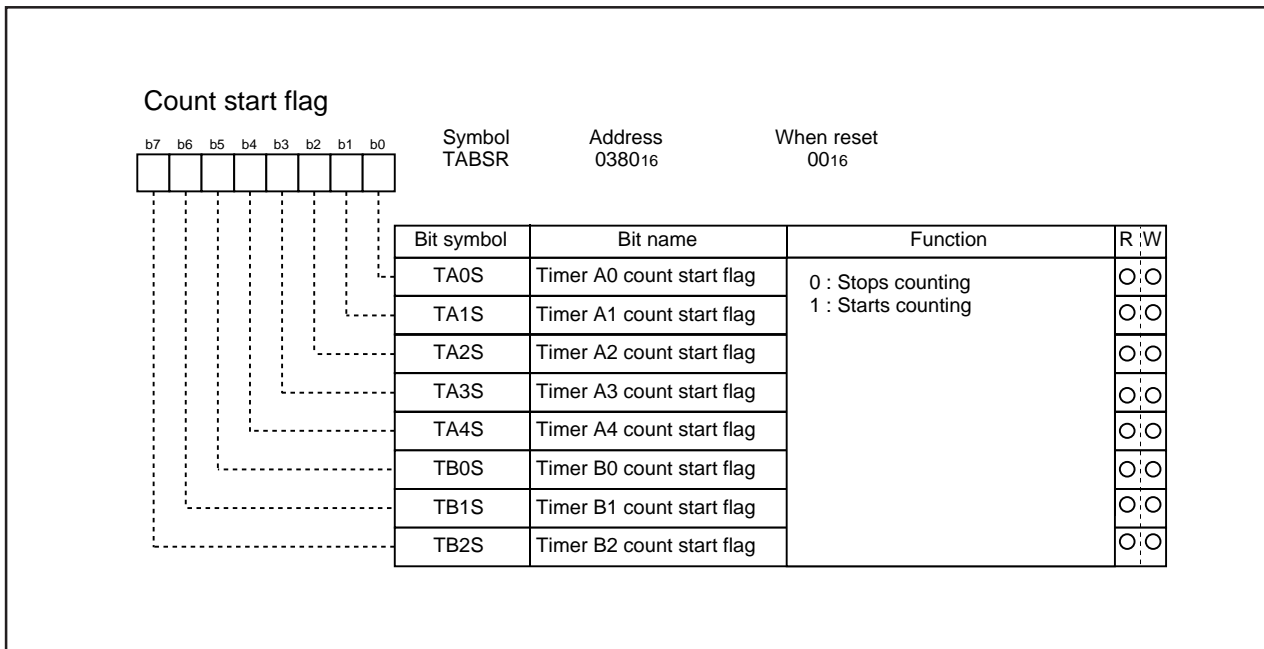 Count start flag
b7 b6 b5 b4 b3 b2 b1 b0
Symbol Address When reset
TABSR 038016 0016
Bit symbol Bit name Function R W
TA0S Timer A0 count start flag 0 : Stops counting
1 : Starts counting
TA1S Timer A1 count start flag
TA2S Timer A2 count start flag
TA3S Timer A3 count start flag
TA4S Timer A4 count start flag
TB0S Timer B0 count start flag
TB1S Timer B1 count start flag
TB2S Timer B2 count start flag